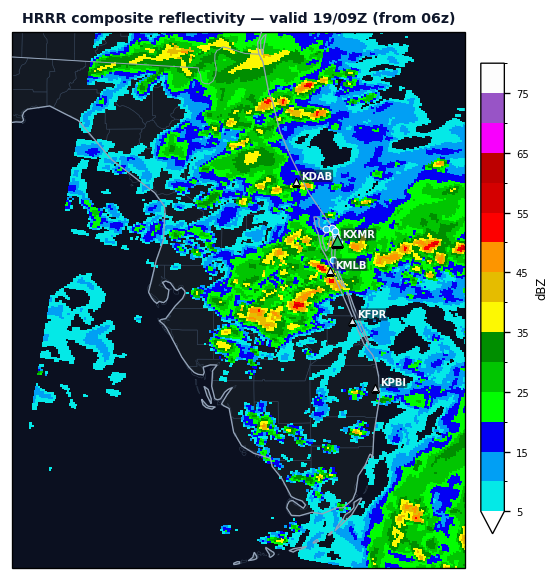 HRRR composite reflectivity — valid 19/09Z (from 06z)
KDAB
KXMR
KMLB
KFPR
KPBI
75
65
55
45
35
25
15
5
dBZ